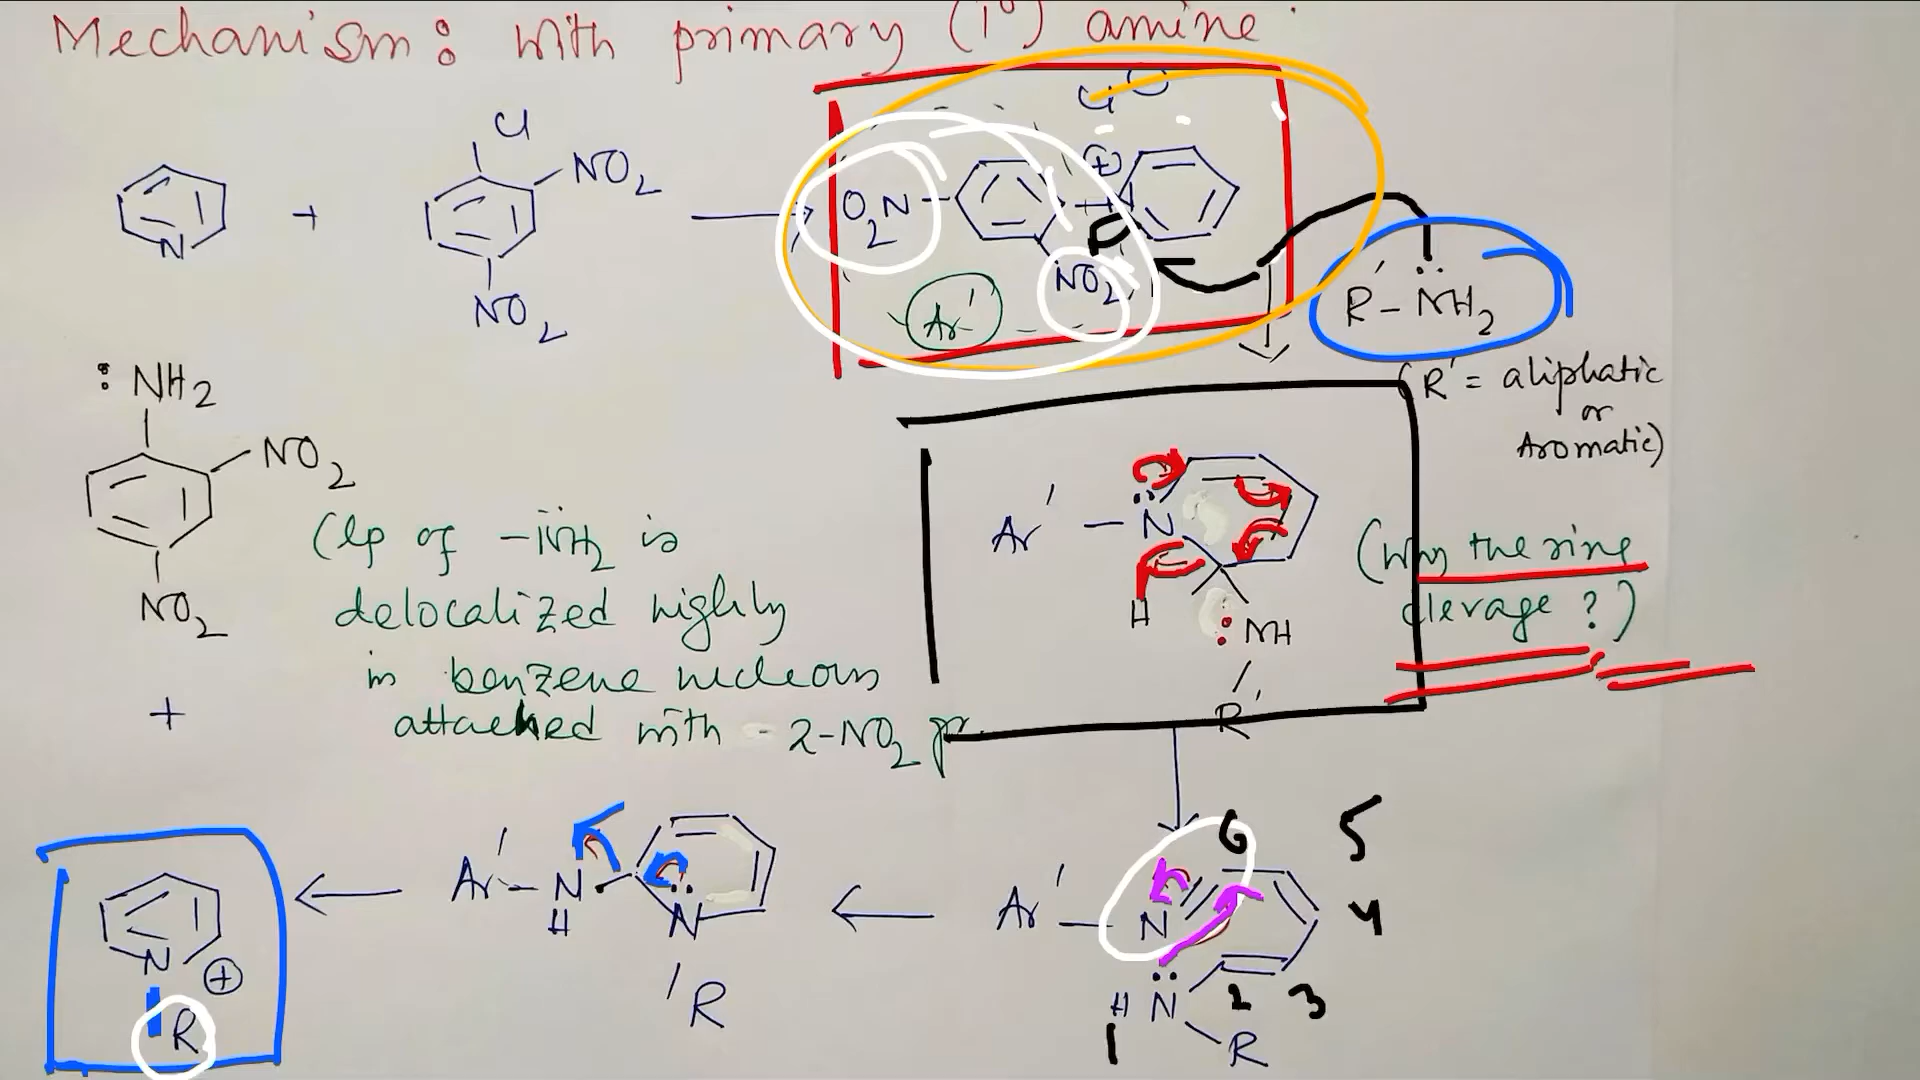 Mechanism: with primary (1°) amine
Cl
NO2
N
+
NO2
Cl
O2N
+
N
NO2
Ar'
R'-NH2
(R' = aliphatic
or
Aromatic)
:NH2
NO2
NO2
(lp of -NH2 is
delocalized highly
in benzene nucleous
attached with - 2-NO2 gr
+
Ar' - N
H
:NH
R'
(Why the ring
clevage?)
N
+
R
Ar' - N
H
N
'R
Ar' - N
H N
R
1 2 3 4 5 6